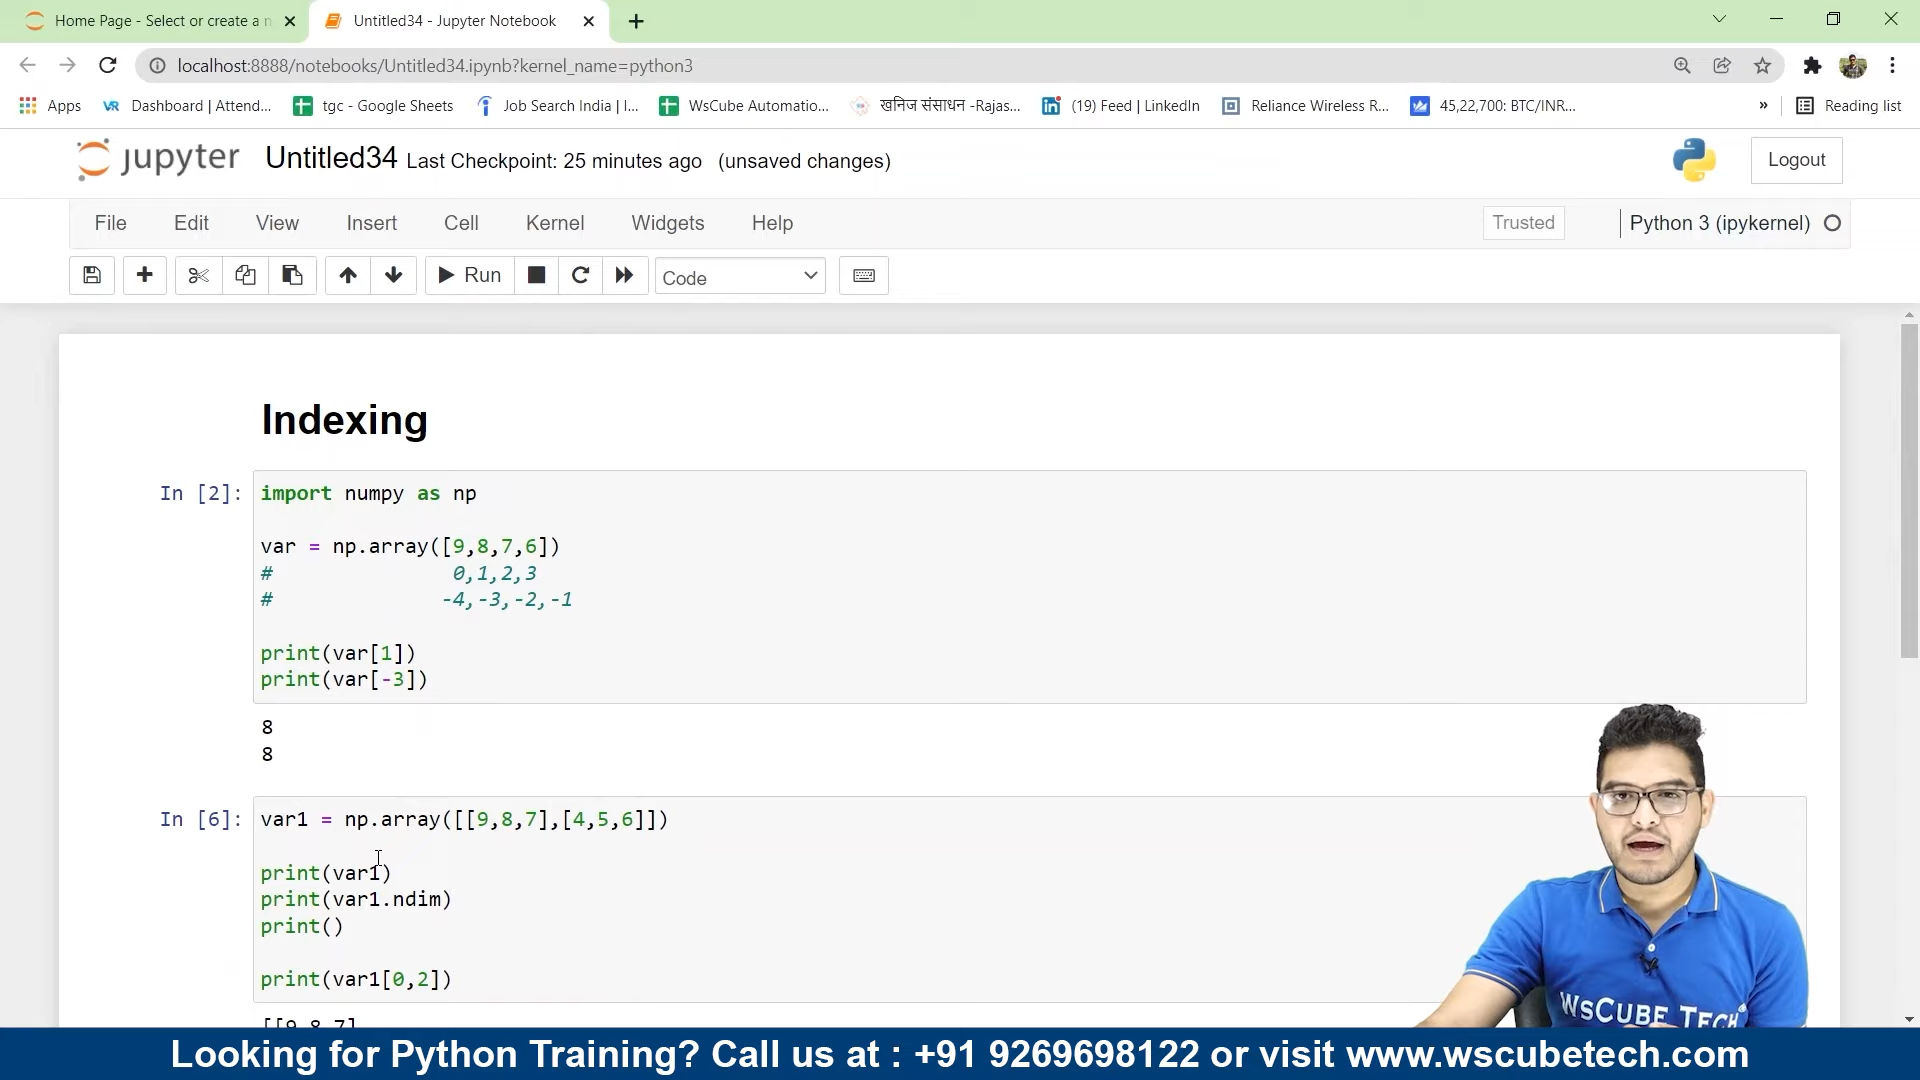 Home Page - Select or create a n
Untitled34 - Jupyter Notebook
localhost:8888/notebooks/Untitled34.ipynb?kernel_name=python3
Apps
Dashboard | Attend...
tgc - Google Sheets
Job Search India | I...
WsCube Automatio...
खनिज संसाधन -Rajas...
(19) Feed | LinkedIn
Reliance Wireless R...
45,22,700: BTC/INR...
»
Reading list
jupyter
Untitled34 Last Checkpoint: 25 minutes ago (unsaved changes)
Logout
File Edit View Insert Cell Kernel Widgets Help
Trusted
Python 3 (ipykernel)
Run
Code
Indexing
In [2]: import numpy as np
var = np.array([9,8,7,6])
# 0,1,2,3
# -4,-3,-2,-1
print(var[1])
print(var[-3])
8
8
In [6]: var1 = np.array([[9,8,7],[4,5,6]])
print(var1)
print(var1.ndim)
print()
print(var1[0,2])
[[9 8 7]
WsCube Tech
Looking for Python Training? Call us at : +91 9269698122 or visit www.wscubetech.com